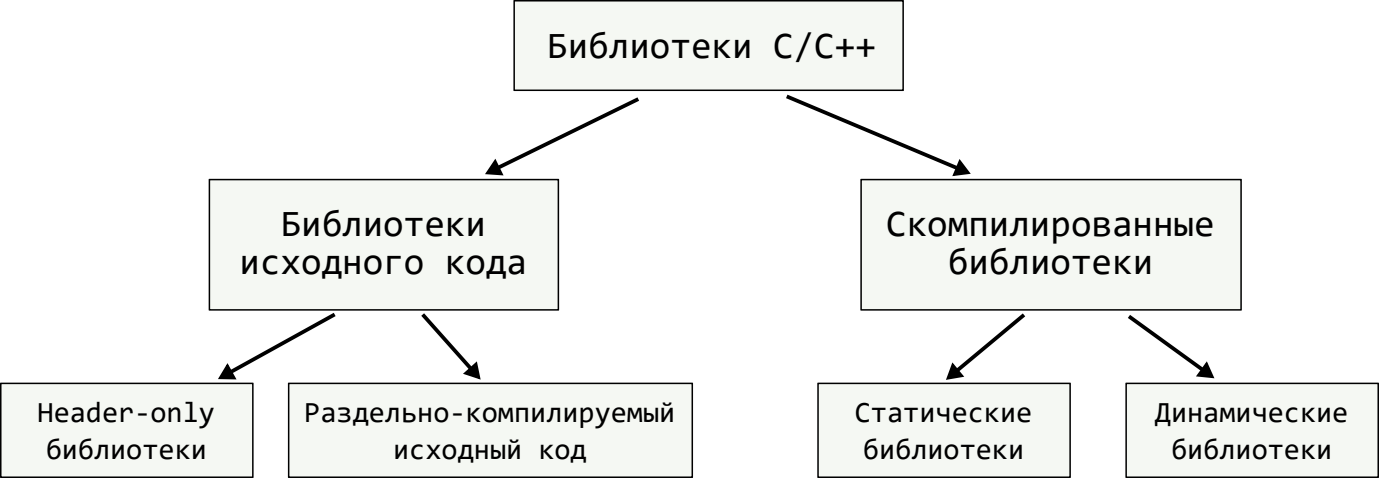 Библиотеки C/C++
Библиотеки
исходного кода
Скомпилированные
библиотеки
Header-only
библиотеки
Раздельно-компилируемый
исходный код
Статические
библиотеки
Динамические
библиотеки